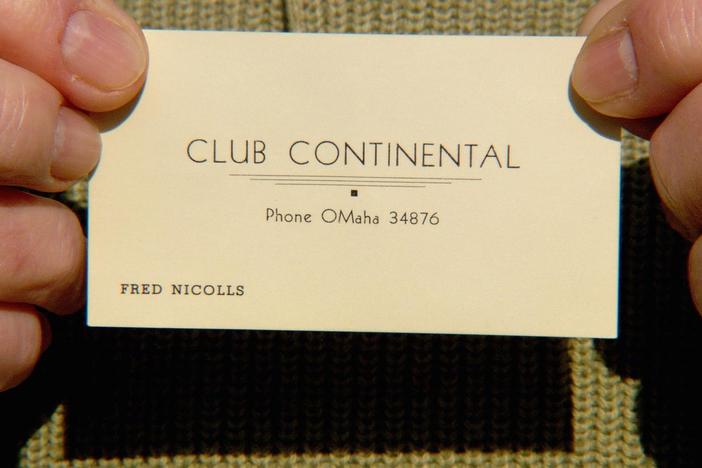 CLUB CONTINENTAL
Phone OMaha 34876
FRED NICOLLS